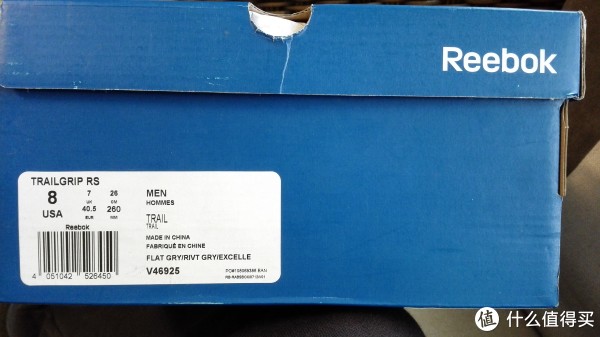 Reebok
TRAILGRIP RS
8 7 26 MEN
UK CM HOMMES
USA 40.5 260 TRAIL
EUR MM TRAIL
Reebok MADE IN CHINA
FABRIQUÉ EN CHINE
FLAT GRY/RIVT GRY/EXCELLE
V46925
4 051042 526450
值 什么值得买